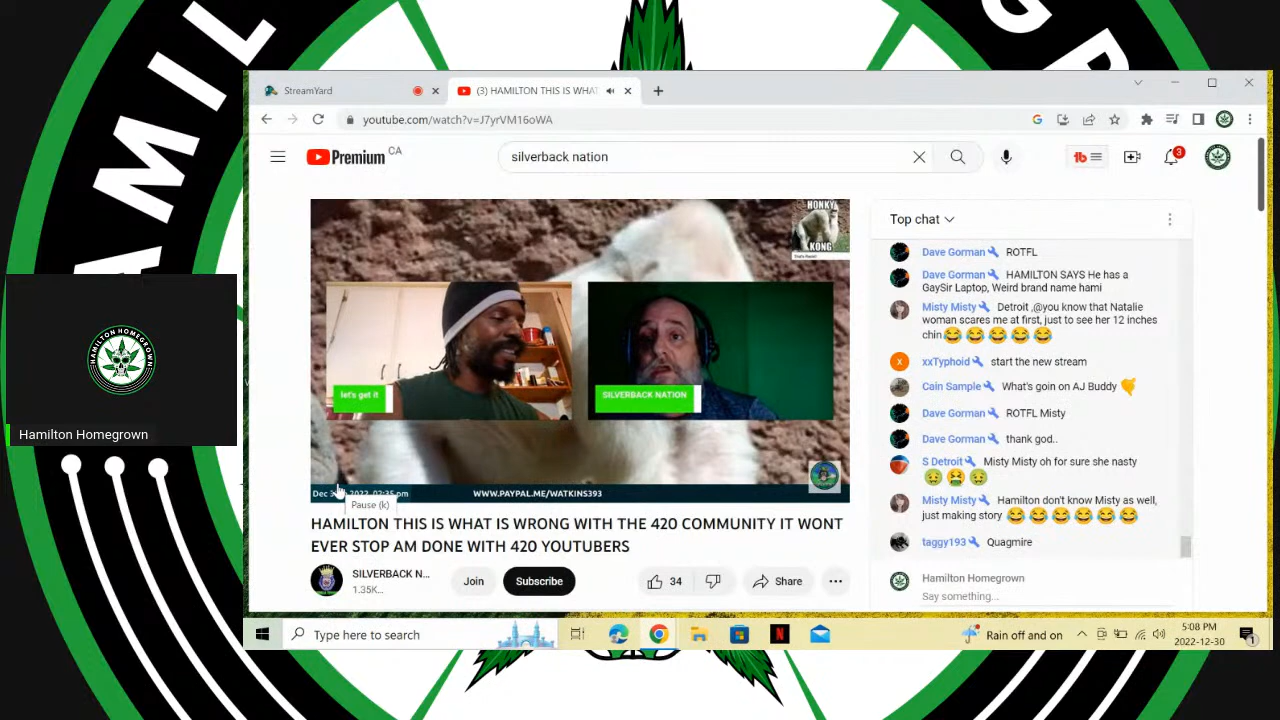 HAMILTON HOMEGROWN
Hamilton Homegrown
StreamYard
(3) HAMILTON THIS IS WHAT
youtube.com/watch?v=J7yrVM16oWA
Premium CA
silverback nation
3
HONKY
KONG
let's get it
SILVERBACK NATION
WWW.PAYPAL.ME/WATKINS393
Pause (k)
HAMILTON THIS IS WHAT IS WRONG WITH THE 420 COMMUNITY IT WONT
EVER STOP AM DONE WITH 420 YOUTUBERS
SILVERBACK N...
1.35K...
Join
Subscribe
34
Share
Top chat
Dave Gorman ROTFL
Dave Gorman HAMILTON SAYS He has a
GaySir Laptop, Weird brand name hami
Misty Misty Detroit ,@you know that Natalie
woman scares me at first, just to see her 12 inches
chin😂😂😂😂😂
X xxTyphoid start the new stream
Cain Sample What's goin on AJ Buddy
Dave Gorman ROTFL Misty
Dave Gorman thank god..
S Detroit Misty Misty oh for sure she nasty
🤢🤮🤢
Misty Misty Hamilton don't know Misty as well,
just making story 😂😂😂😂😂😂
taggy193 Quagmire
Hamilton Homegrown
Say something...
Type here to search
Rain off and on
5:08 PM
2022-12-30
1